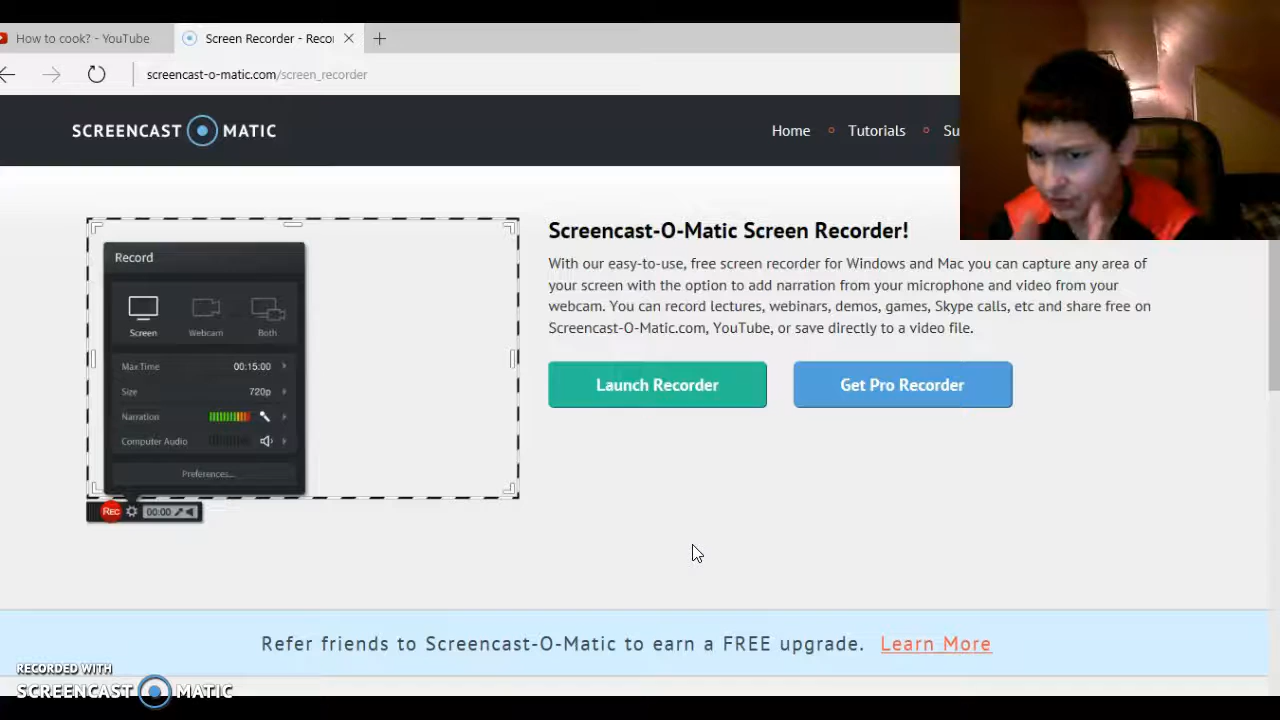 How to cook? - YouTube
Screen Recorder - Reco
screencast-o-matic.com/screen_recorder
SCREENCAST MATIC
Home Tutorials Su
Record
Screen Webcam Both
Max Time 00:15:00
Size 720p
Narration
Computer Audio
Preferences...
REC 00:00
Screencast-O-Matic Screen Recorder!
With our easy-to-use, free screen recorder for Windows and Mac you can capture any area of
your screen with the option to add narration from your microphone and video from your
webcam. You can record lectures, webinars, demos, games, Skype calls, etc and share free on
Screencast-O-Matic.com, YouTube, or save directly to a video file.
Launch Recorder Get Pro Recorder
Refer friends to Screencast-O-Matic to earn a FREE upgrade. Learn More
RECORDED WITH
SCREENCAST MATIC